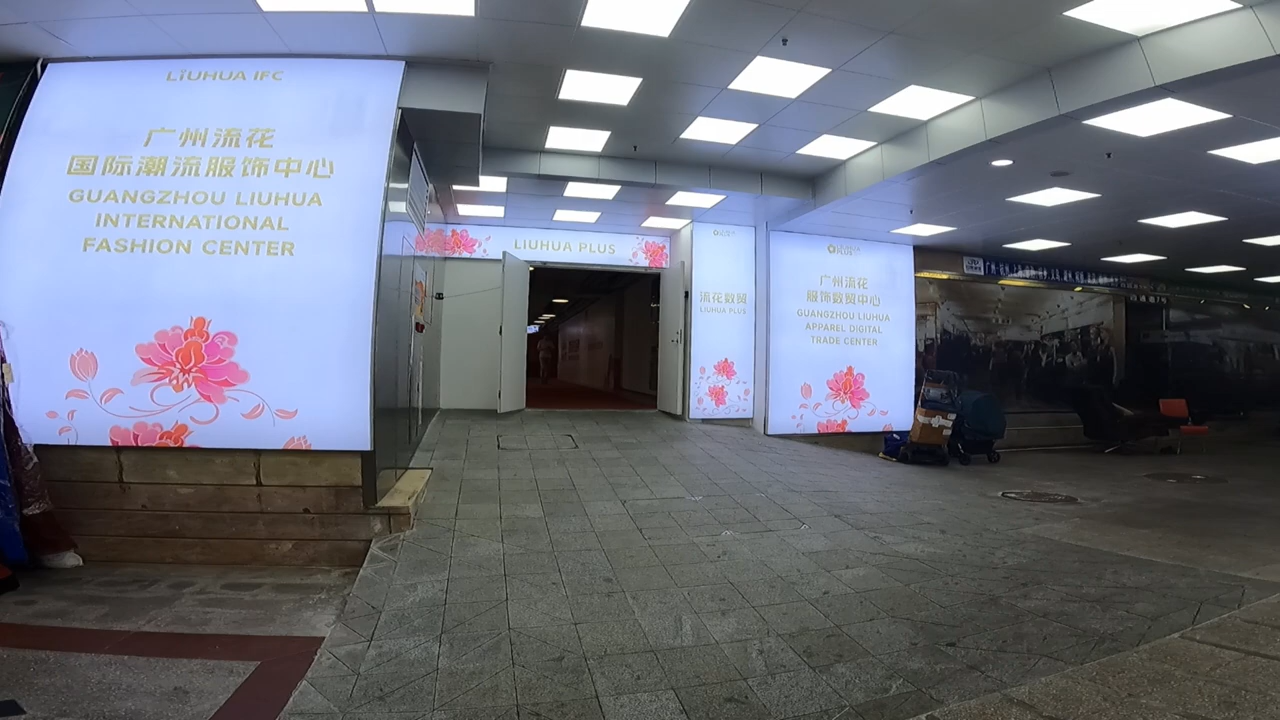 LIUHUA IFC
广州流花
国际潮流服饰中心
GUANGZHOU LIUHUA
INTERNATIONAL
FASHION CENTER
LIUHUA PLUS
流花数贸
LIUHUA PLUS
LIUHUA
PLUS
广州流花
服饰数贸中心
GUANGZHOU LIUHUA
APPAREL DIGITAL
TRADE CENTER